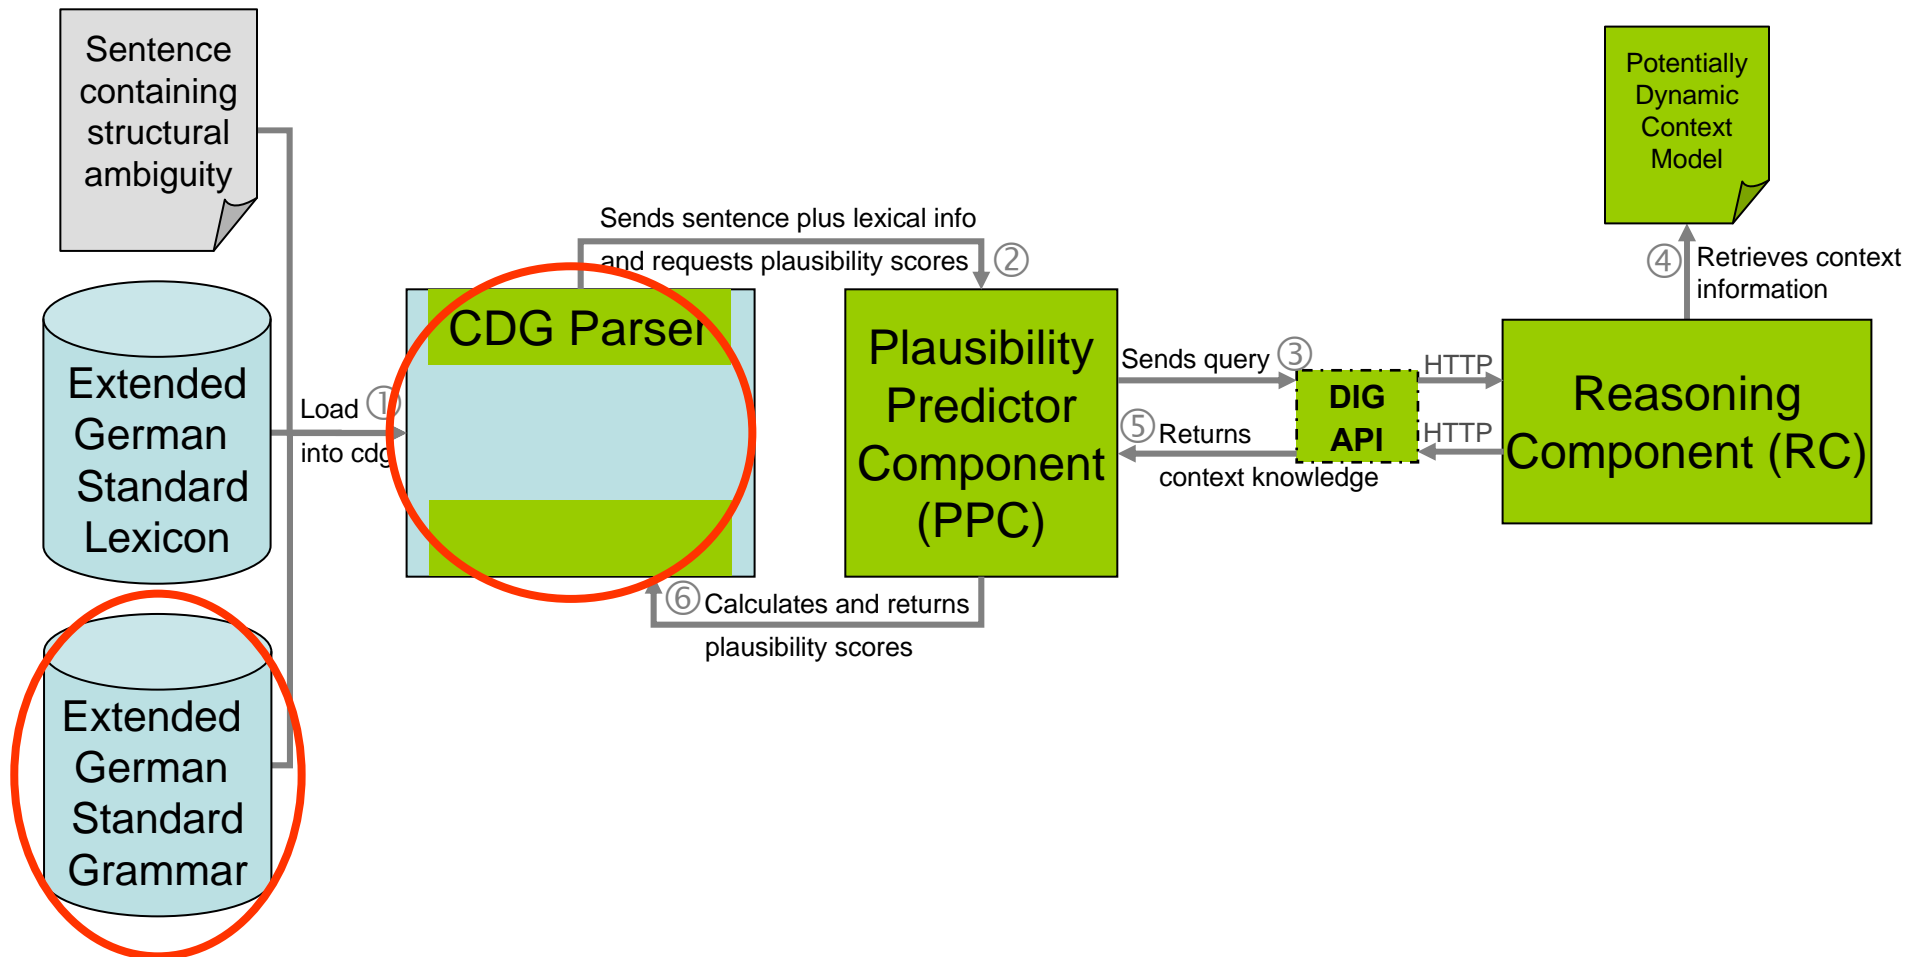 Sentence
containing
structural
ambiguity
Potentially
Dynamic
Context
Model
Sends sentence plus lexical info
and requests plausibility scores ②
④ Retrieves context
information
Extended
German
Standard
Lexicon
Load ①
into cdg
CDG Parser
Plausibility
Predictor
Component
(PPC)
Sends query ③
⑤ Returns
context knowledge
DIG
API
HTTP
HTTP
Reasoning
Component (RC)
⑥ Calculates and returns
plausibility scores
Extended
German
Standard
Grammar